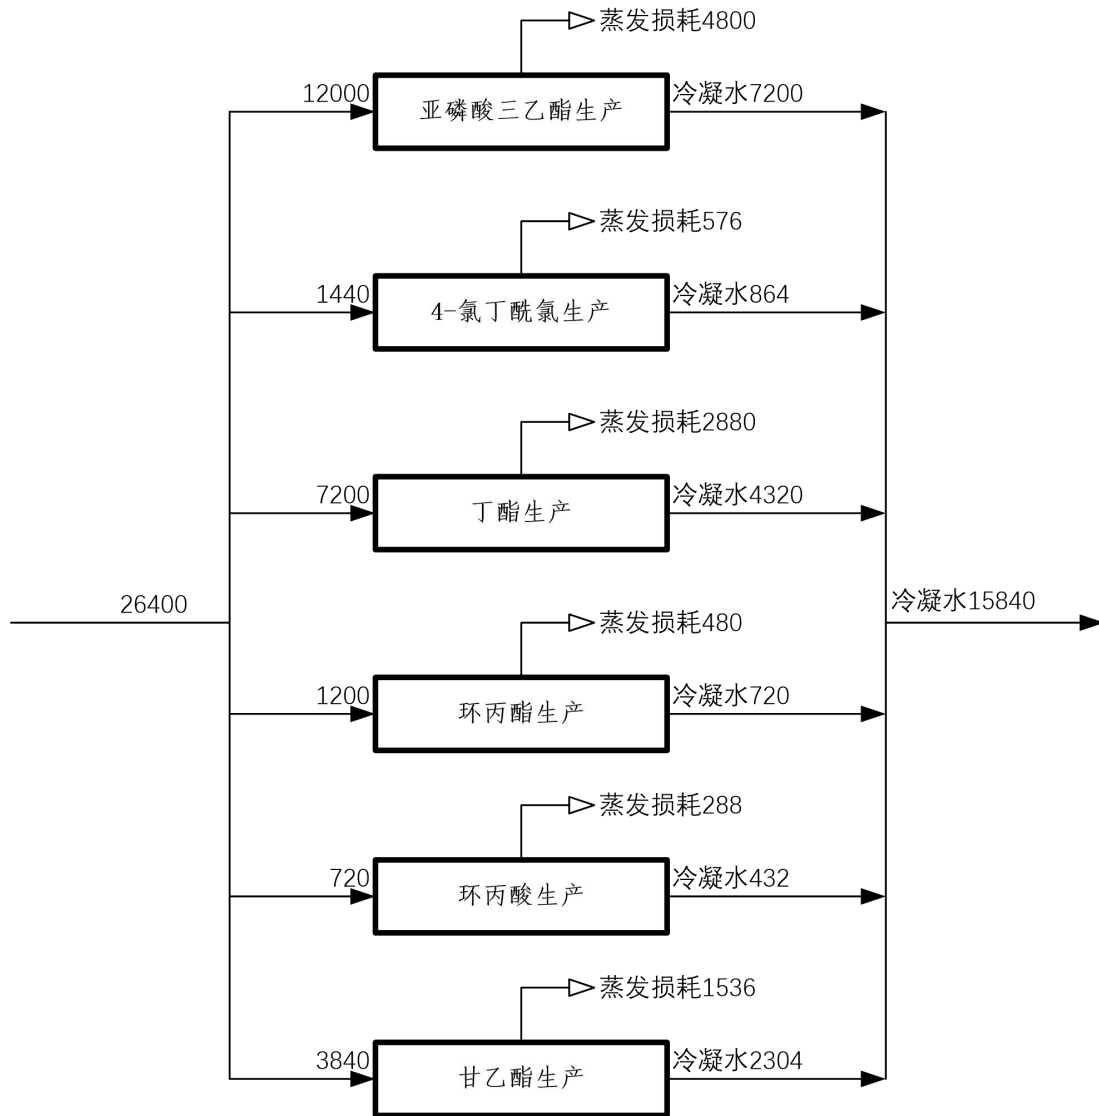 蒸发损耗4800
12000
亚磷酸三乙酯生产
冷凝水7200
蒸发损耗576
1440
4-氯丁酰氯生产
冷凝水864
蒸发损耗2880
7200
丁酯生产
冷凝水4320
26400
蒸发损耗480
冷凝水15840
1200
环丙酯生产
冷凝水720
蒸发损耗288
720
环丙酸生产
冷凝水432
蒸发损耗1536
3840
甘乙酯生产
冷凝水2304